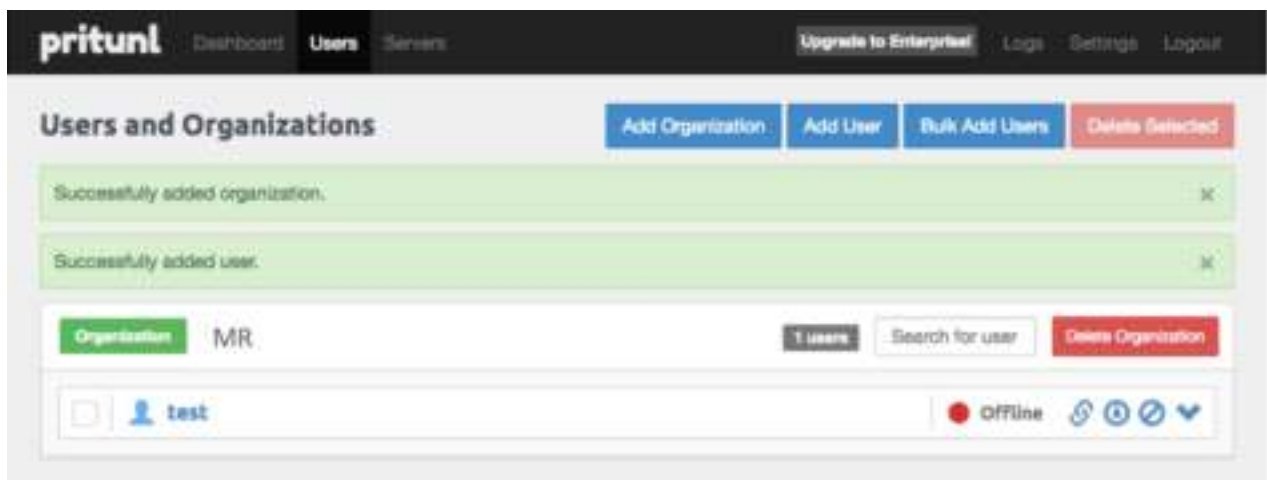 pritunl Dashboard Users Servers Upgrade to Enterprise! Logs Settings Logout
Users and Organizations Add Organization Add User Bulk Add Users Delete Selected
Successfully added organization. ×
Successfully added user. ×
Organization MR 1 users Search for user Delete Organization
test Offline